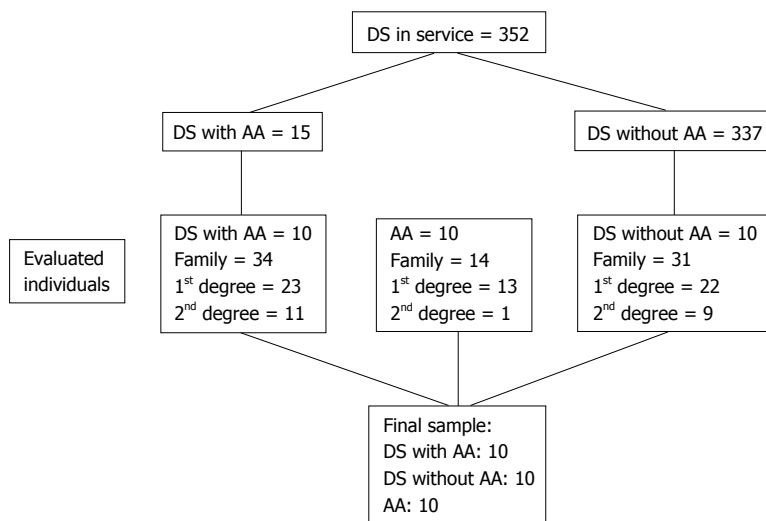 DS in service = 352
DS with AA = 15
DS without AA = 337
Evaluated
individuals
DS with AA = 10
Family = 34
1st degree = 23
2nd degree = 11
AA = 10
Family = 14
1st degree = 13
2nd degree = 1
DS without AA = 10
Family = 31
1st degree = 22
2nd degree = 9
Final sample:
DS with AA: 10
DS without AA: 10
AA: 10